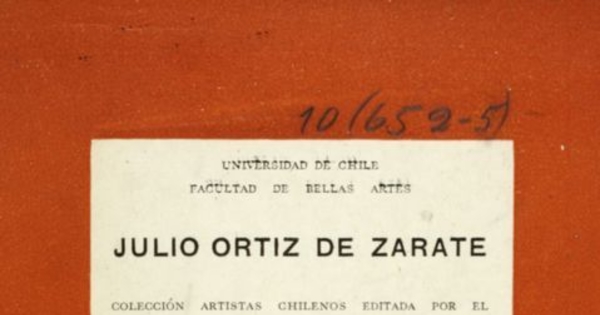 10(652-5)
UNIVERSIDAD DE CHILE
FACULTAD DE BELLAS ARTES
JULIO ORTIZ DE ZARATE
COLECCIÓN ARTISTAS CHILENOS EDITADA POR EL